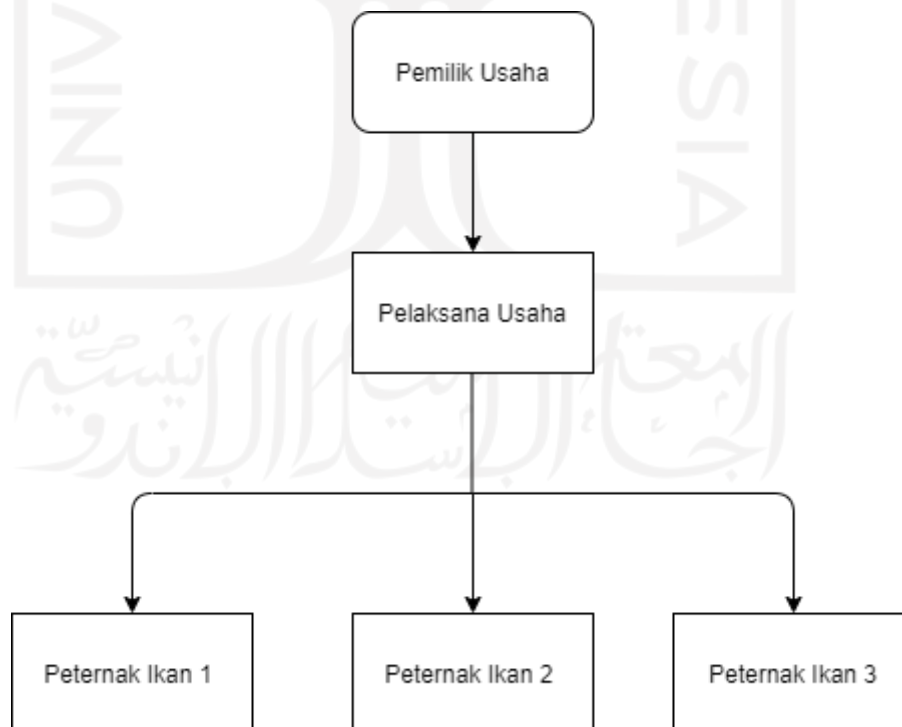 Pemilik Usaha
Pelaksana Usaha
Peternak Ikan 1
Peternak Ikan 2
Peternak Ikan 3